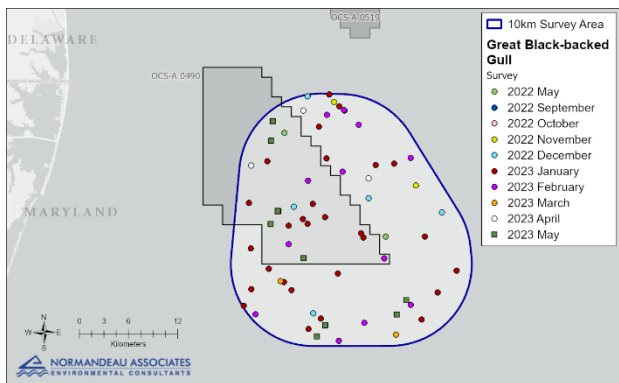 DELAWARE
OCS-A 0519
OCS-A 0490
MARYLAND
10km Survey Area
Great Black-backed
Gull
Survey
2022 May
2022 September
2022 October
2022 November
2022 December
2023 January
2023 February
2023 March
2023 April
2023 May
N
W E
S
0 3 6 12
Kilometers
NORMANDEAU ASSOCIATES
ENVIRONMENTAL CONSULTANTS